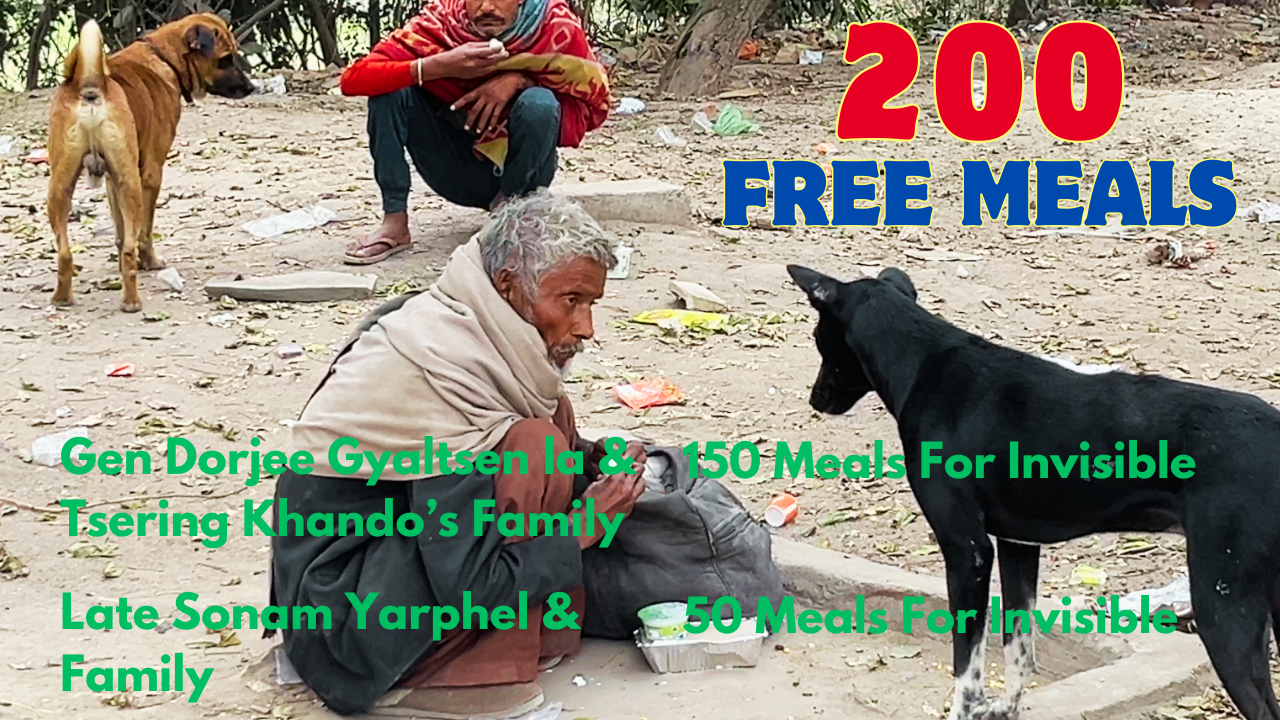 200
FREE MEALS
Gen Dorjee Gyaltsen la &
Tsering Khando's Family
150 Meals For Invisible
Late Sonam Yarphel &
Family
50 Meals For Invisible